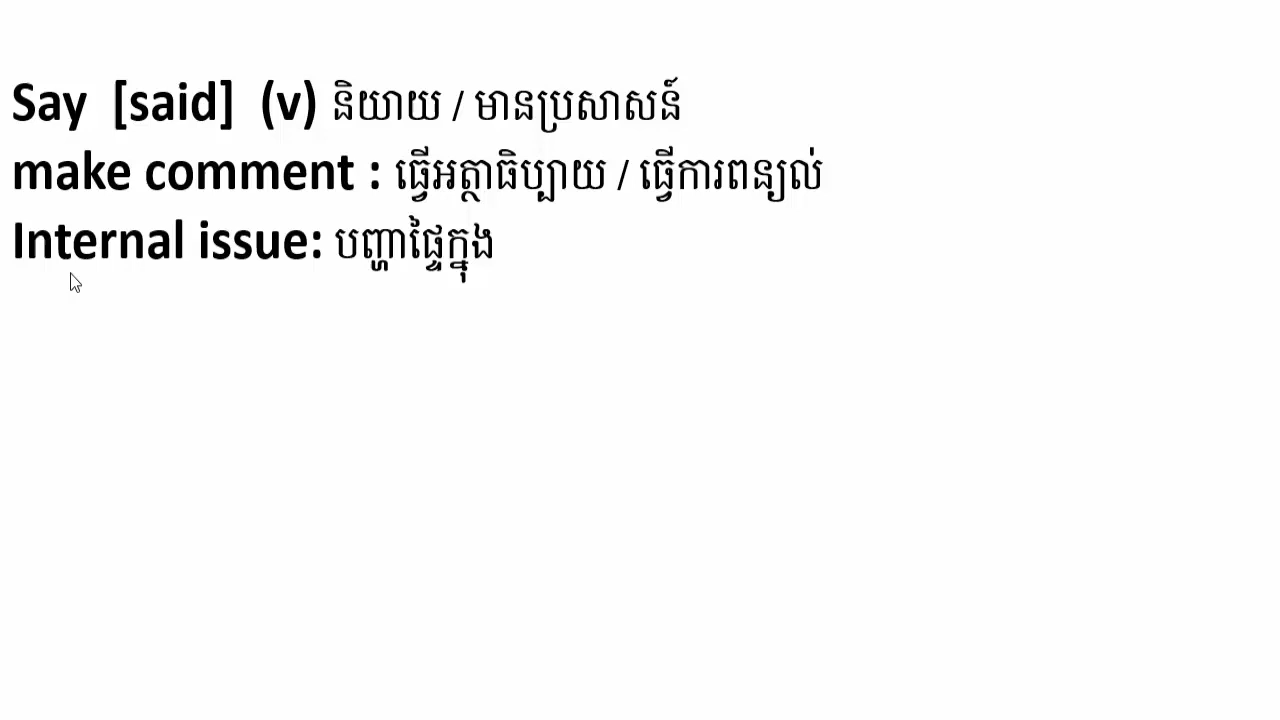 Say [said] (v) និយាយ / មានប្រសាសន៍
make comment : ធ្វើអត្ថាធិប្បាយ / ធ្វើការពន្យល់
Internal issue: បញ្ហាផ្ទៃក្នុង